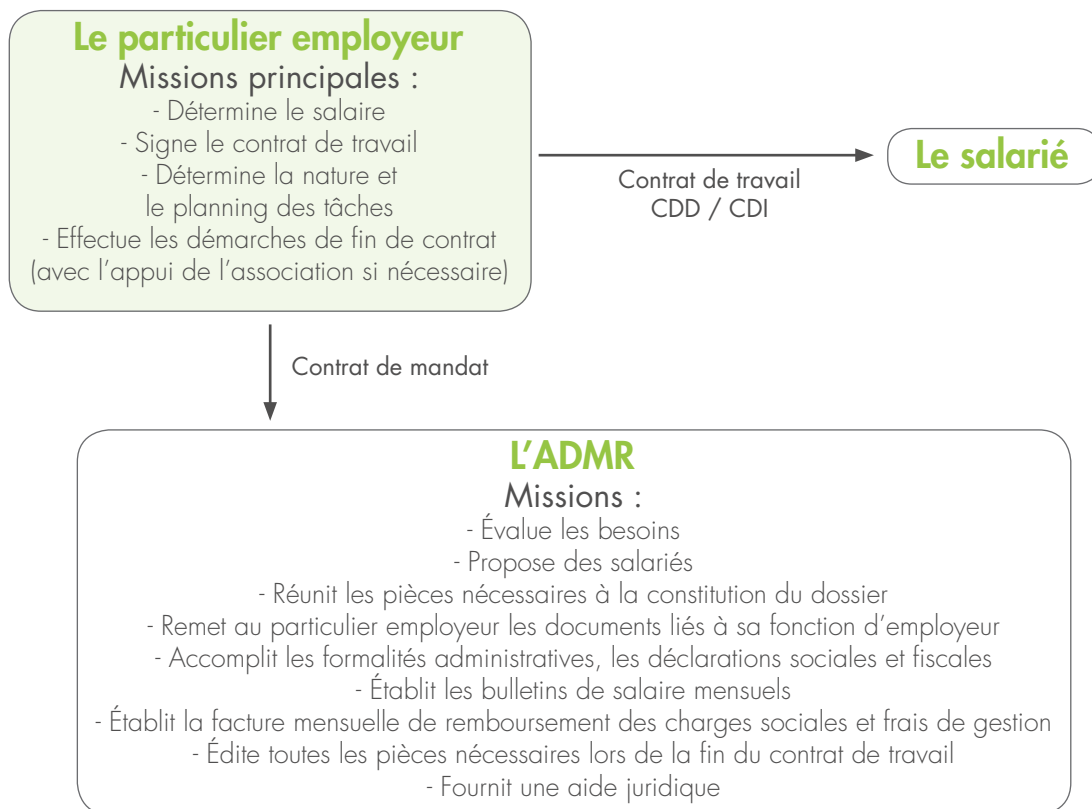 Le particulier employeur
Missions principales :
- Détermine le salaire
- Signe le contrat de travail
- Détermine la nature et
le planning des tâches
- Effectue les démarches de fin de contrat
(avec l’appui de l’association si nécessaire)
Contrat de travail
CDD / CDI
Le salarié
Contrat de mandat
L’ADMR
Missions :
- Évalue les besoins
- Propose des salariés
- Réunit les pièces nécessaires à la constitution du dossier
- Remet au particulier employeur les documents liés à sa fonction d’employeur
- Accomplit les formalités administratives, les déclarations sociales et fiscales
- Établit les bulletins de salaire mensuels
- Établit la facture mensuelle de remboursement des charges sociales et frais de gestion
- Édite toutes les pièces nécessaires lors de la fin du contrat de travail
- Fournit une aide juridique